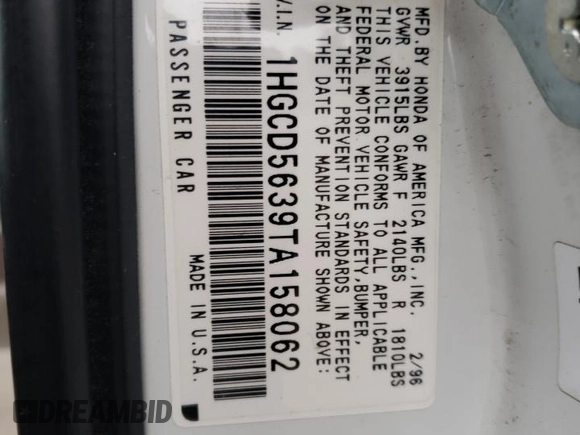 MFD. BY HONDA OF AMERICA MFG., INC. 2/96
GVWR 3915LBS GAWR F 2140LBS R 1810LBS
THIS VEHICLE CONFORMS TO ALL APPLICABLE
FEDERAL MOTOR VEHICLE SAFETY, BUMPER,
AND THEFT PREVENTION STANDARDS IN EFFECT
ON THE DATE OF MANUFACTURE SHOWN ABOVE:
V.I.N. 1HGCD5639TA158062
PASSENGER CAR MADE IN U.S.A.
DREAMBID